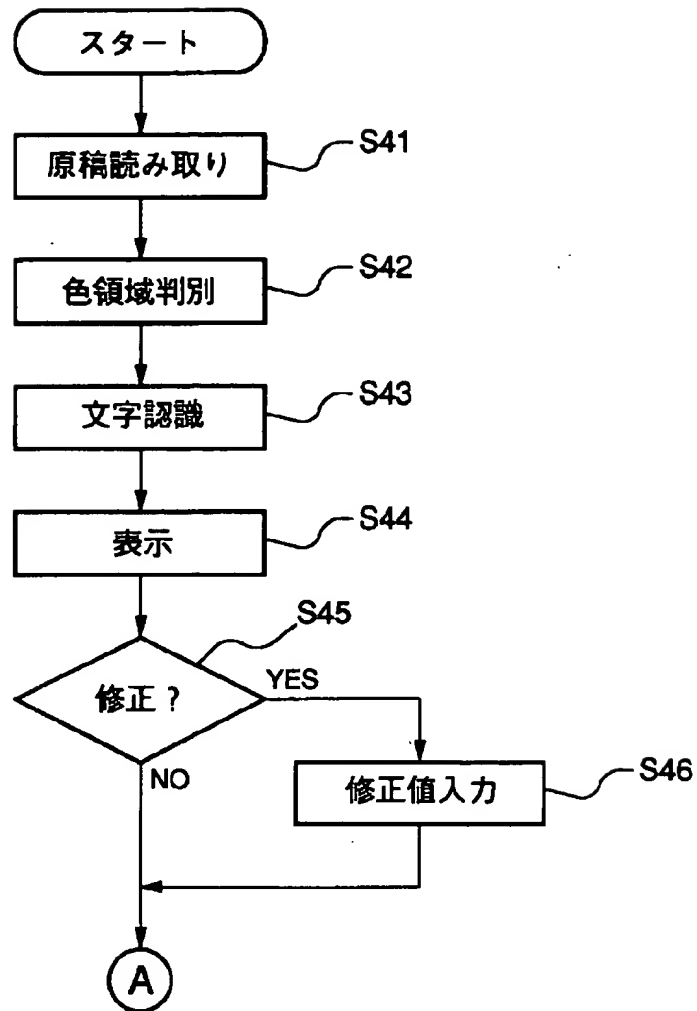 スタート
原稿読み取り
S41
色領域判別
S42
文字認識
S43
表示
S44
S45
修正？
YES
NO
修正値入力
S46
A